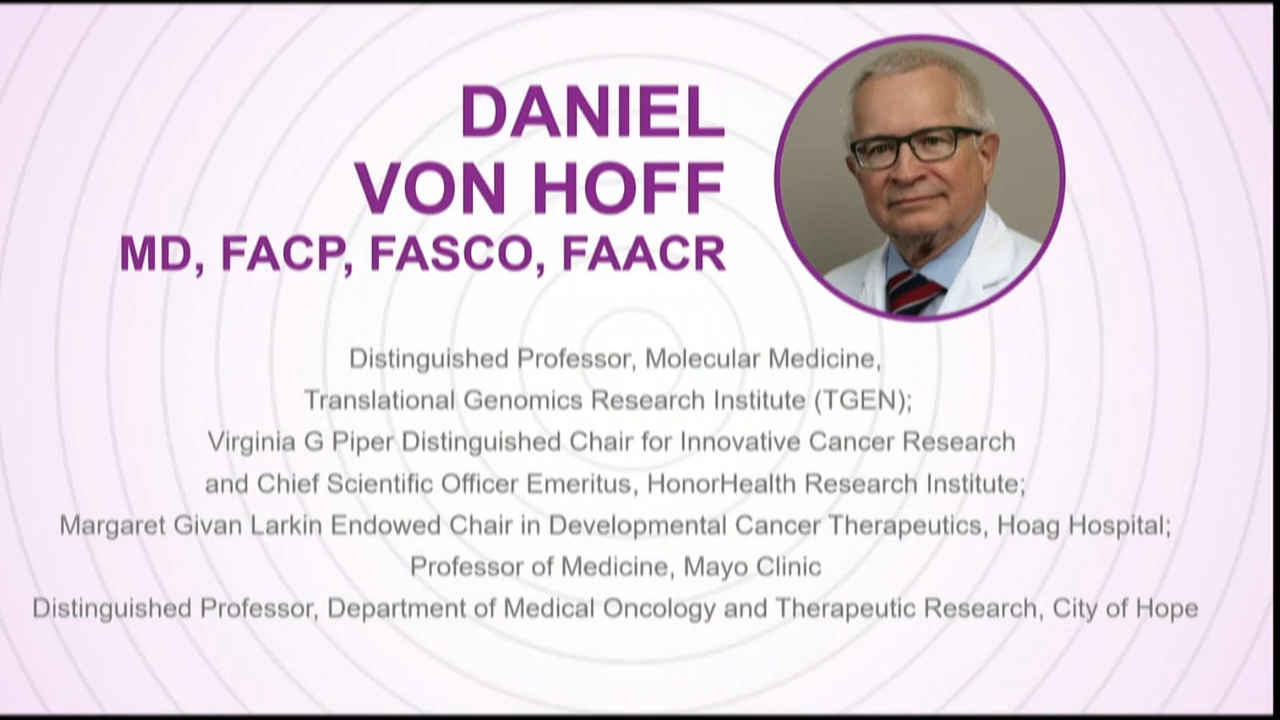 DANIEL
VON HOFF
MD, FACP, FASCO, FAACR
Distinguished Professor, Molecular Medicine,
Translational Genomics Research Institute (TGEN);
Virginia G Piper Distinguished Chair for Innovative Cancer Research
and Chief Scientific Officer Emeritus, HonorHealth Research Institute;
Margaret Givan Larkin Endowed Chair in Developmental Cancer Therapeutics, Hoag Hospital;
Professor of Medicine, Mayo Clinic
Distinguished Professor, Department of Medical Oncology and Therapeutic Research, City of Hope